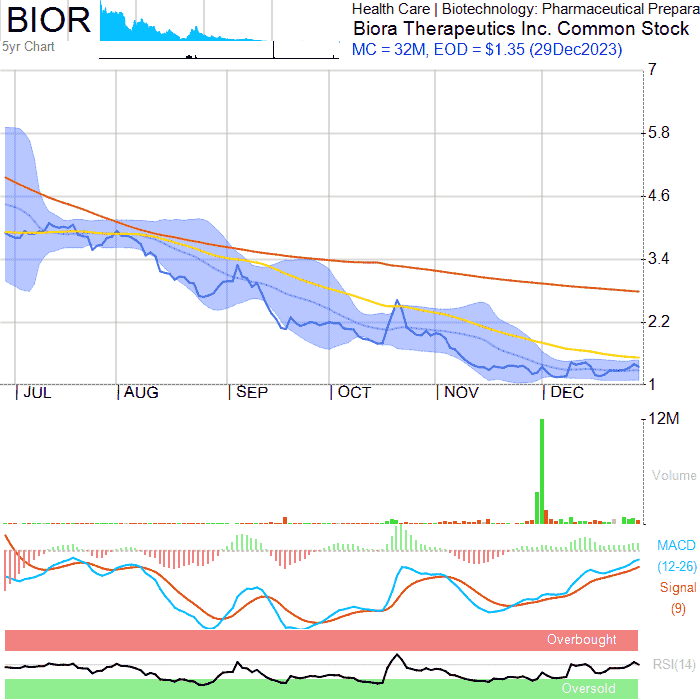 BIOR
5yr Chart
Health Care | Biotechnology: Pharmaceutical Prepara
Biora Therapeutics Inc. Common Stock
MC = 32M, EOD = $1.35 (29Dec2023)
7
5.8
4.6
3.4
2.2
1
JUL AUG SEP OCT NOV DEC
12M
Volume
MACD
(12-26)
Signal
(9)
Overbought
RSI(14)
Oversold